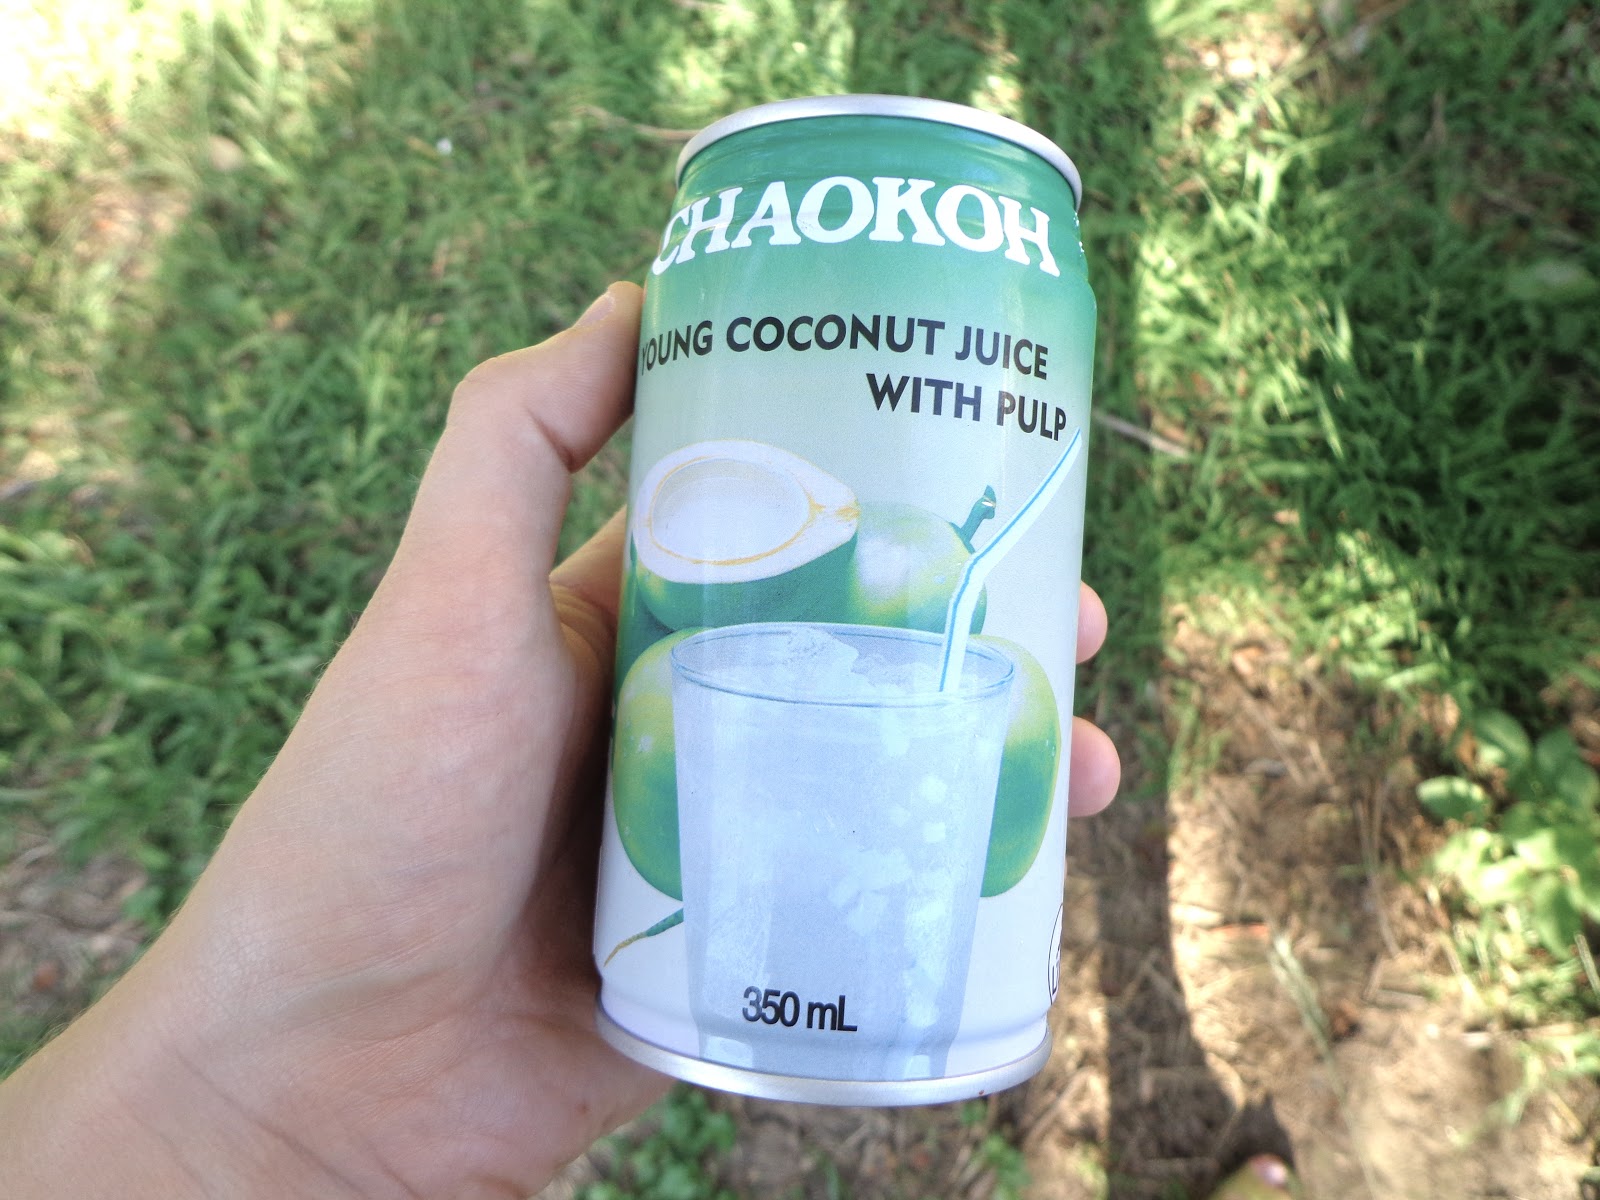 CHAOKOH
YOUNG COCONUT JUICE
WITH PULP
350 mL